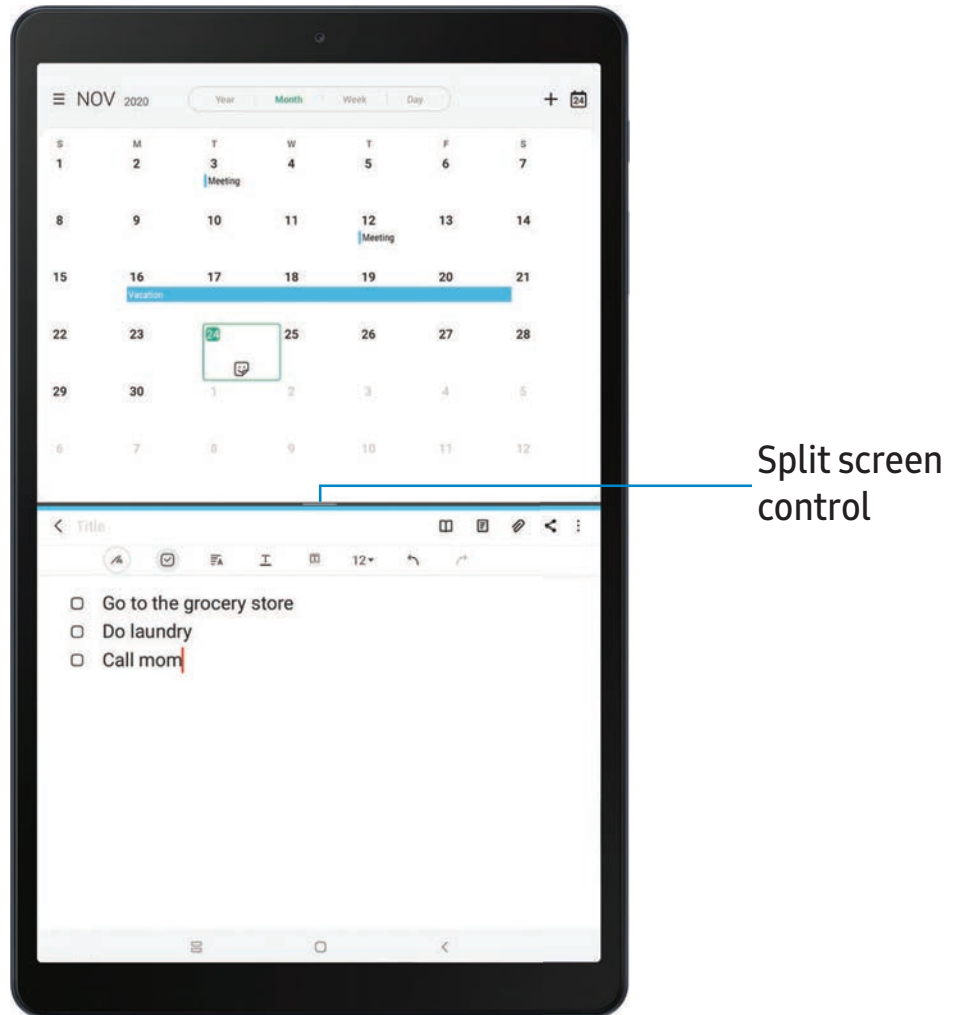 NOV 2020 Year Month Week Day 24
S M T W T F S
1 2 3 4 5 6 7
Meeting
8 9 10 11 12 13 14
Meeting
15 16 17 18 19 20 21
Vacation
22 23 24 25 26 27 28
29 30 1 2 3 4 5
6 7 8 9 10 11 12
Split screen
control
Title
12
Go to the grocery store
Do laundry
Call mom